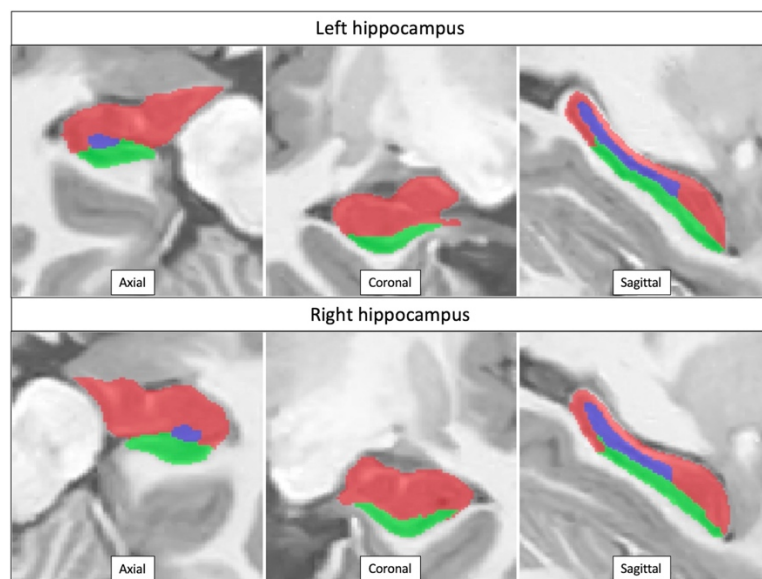 Left hippocampus
Axial
Coronal
Sagittal
Right hippocampus
Axial
Coronal
Sagittal